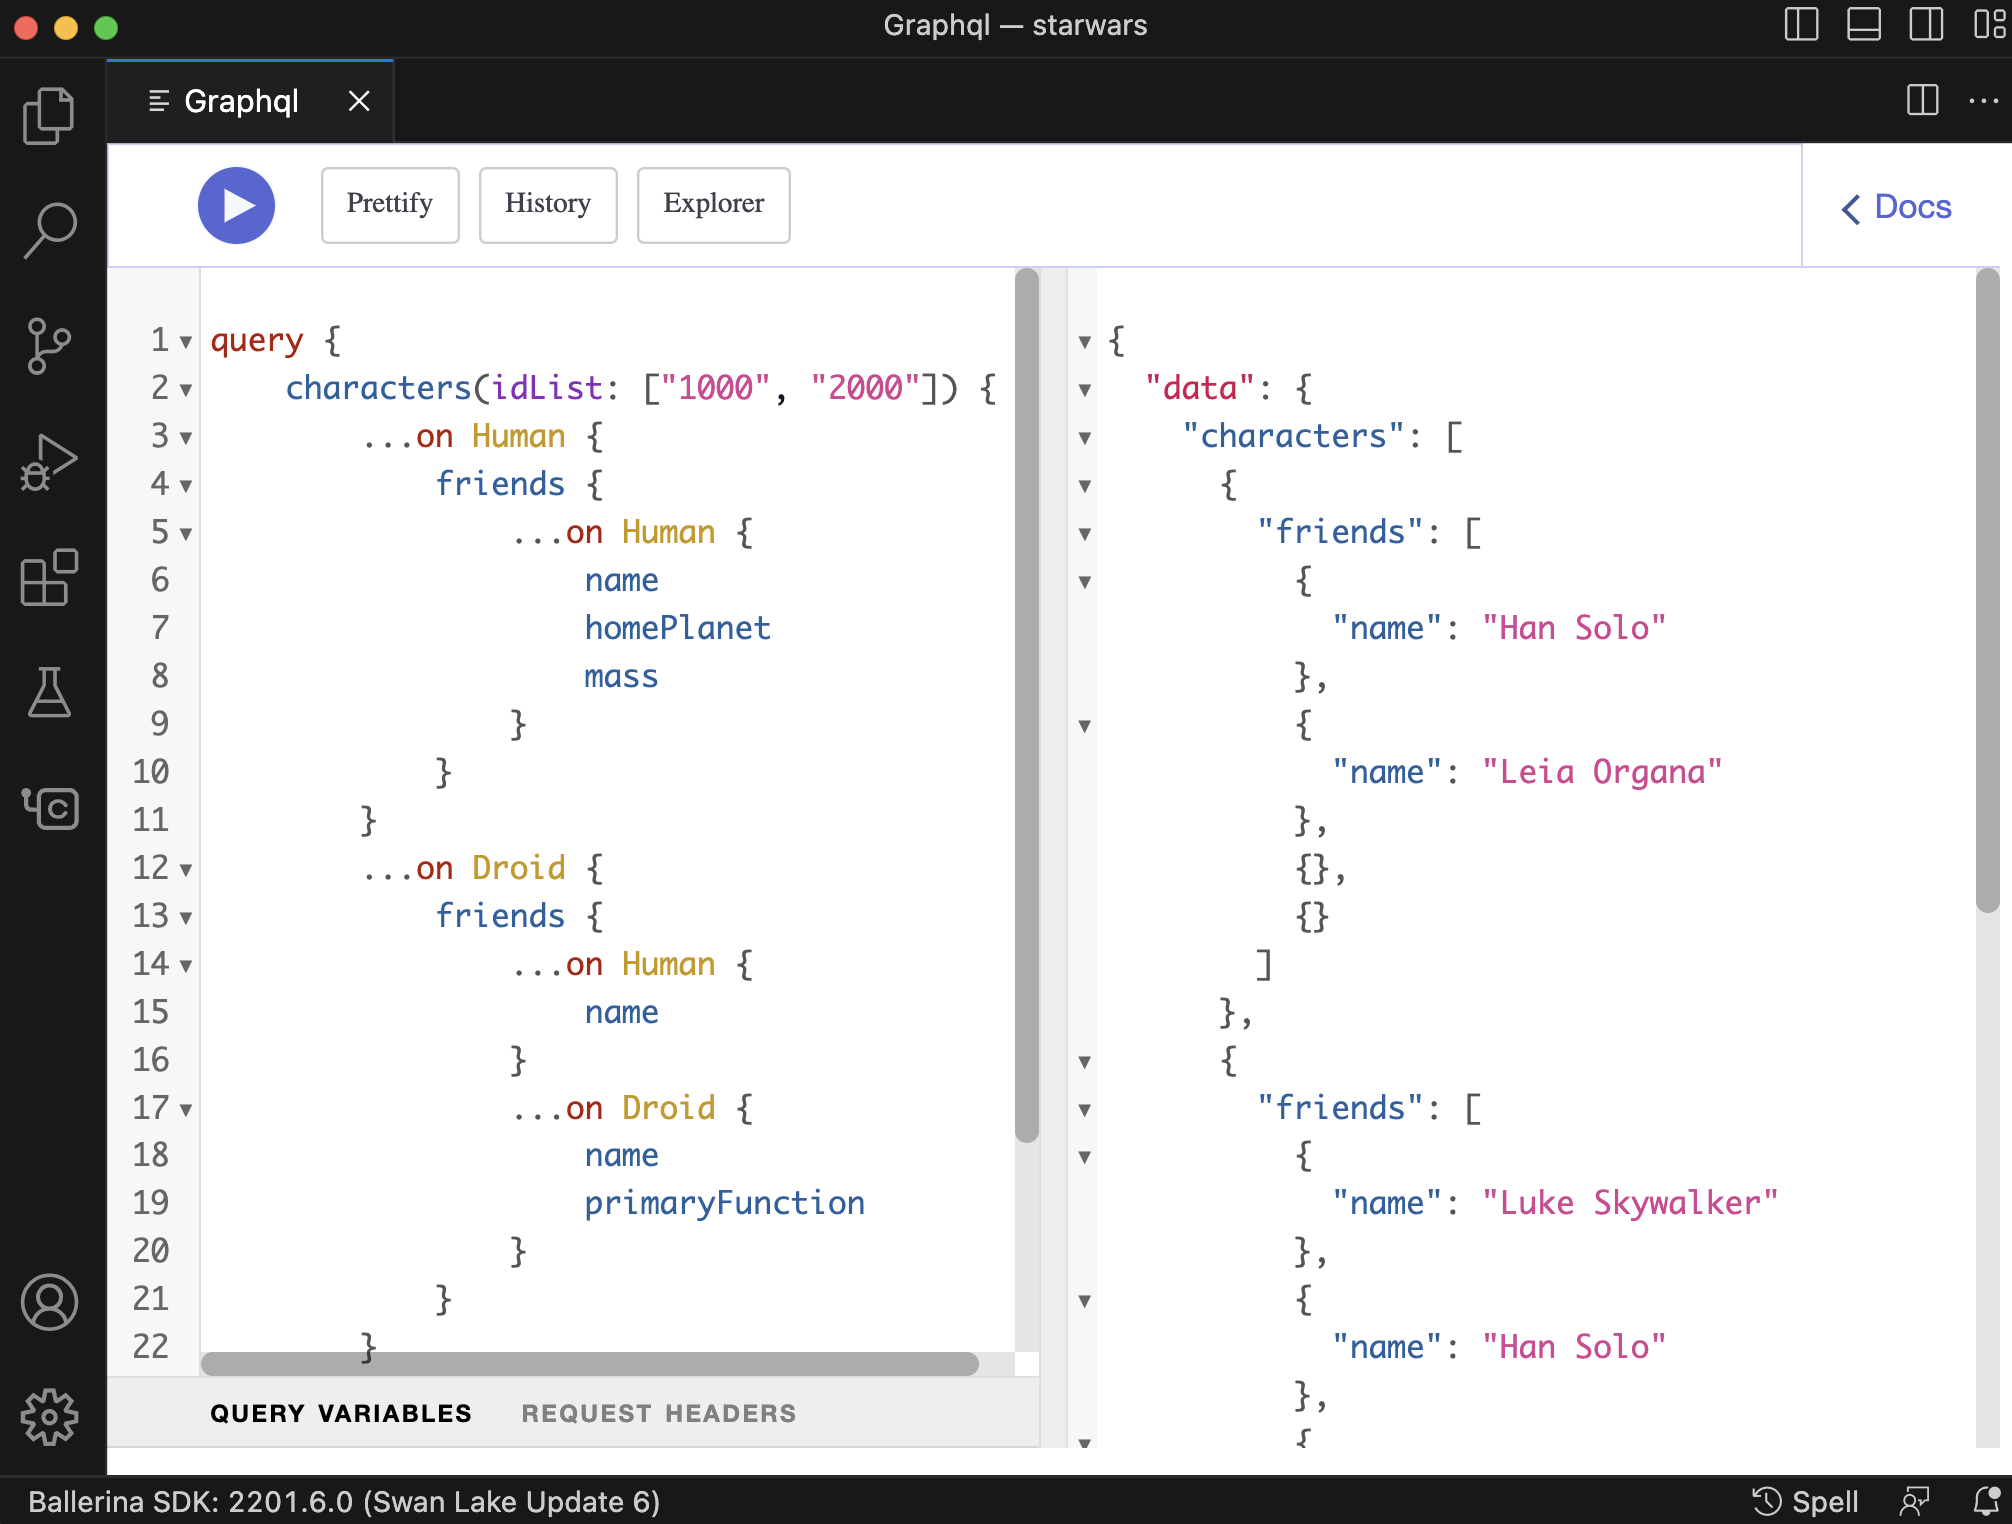 Graphql — starwars
Graphql
Prettify
History
Explorer
Docs
1 query {
2     characters(idList: ["1000", "2000"]) {
3         ...on Human {
4             friends {
5                 ...on Human {
6                     name
7                     homePlanet
8                     mass
9                 }
10             }
11         }
12         ...on Droid {
13             friends {
14                 ...on Human {
15                     name
16                 }
17                 ...on Droid {
18                     name
19                     primaryFunction
20                 }
21             }
22         }
{
  "data": {
    "characters": [
      {
        "friends": [
          {
            "name": "Han Solo"
          },
          {
            "name": "Leia Organa"
          },
          {},
          {}
        ]
      },
      {
        "friends": [
          {
            "name": "Luke Skywalker"
          },
          {
            "name": "Han Solo"
          },
          {
QUERY VARIABLES
REQUEST HEADERS
Ballerina SDK: 2201.6.0 (Swan Lake Update 6)
Spell